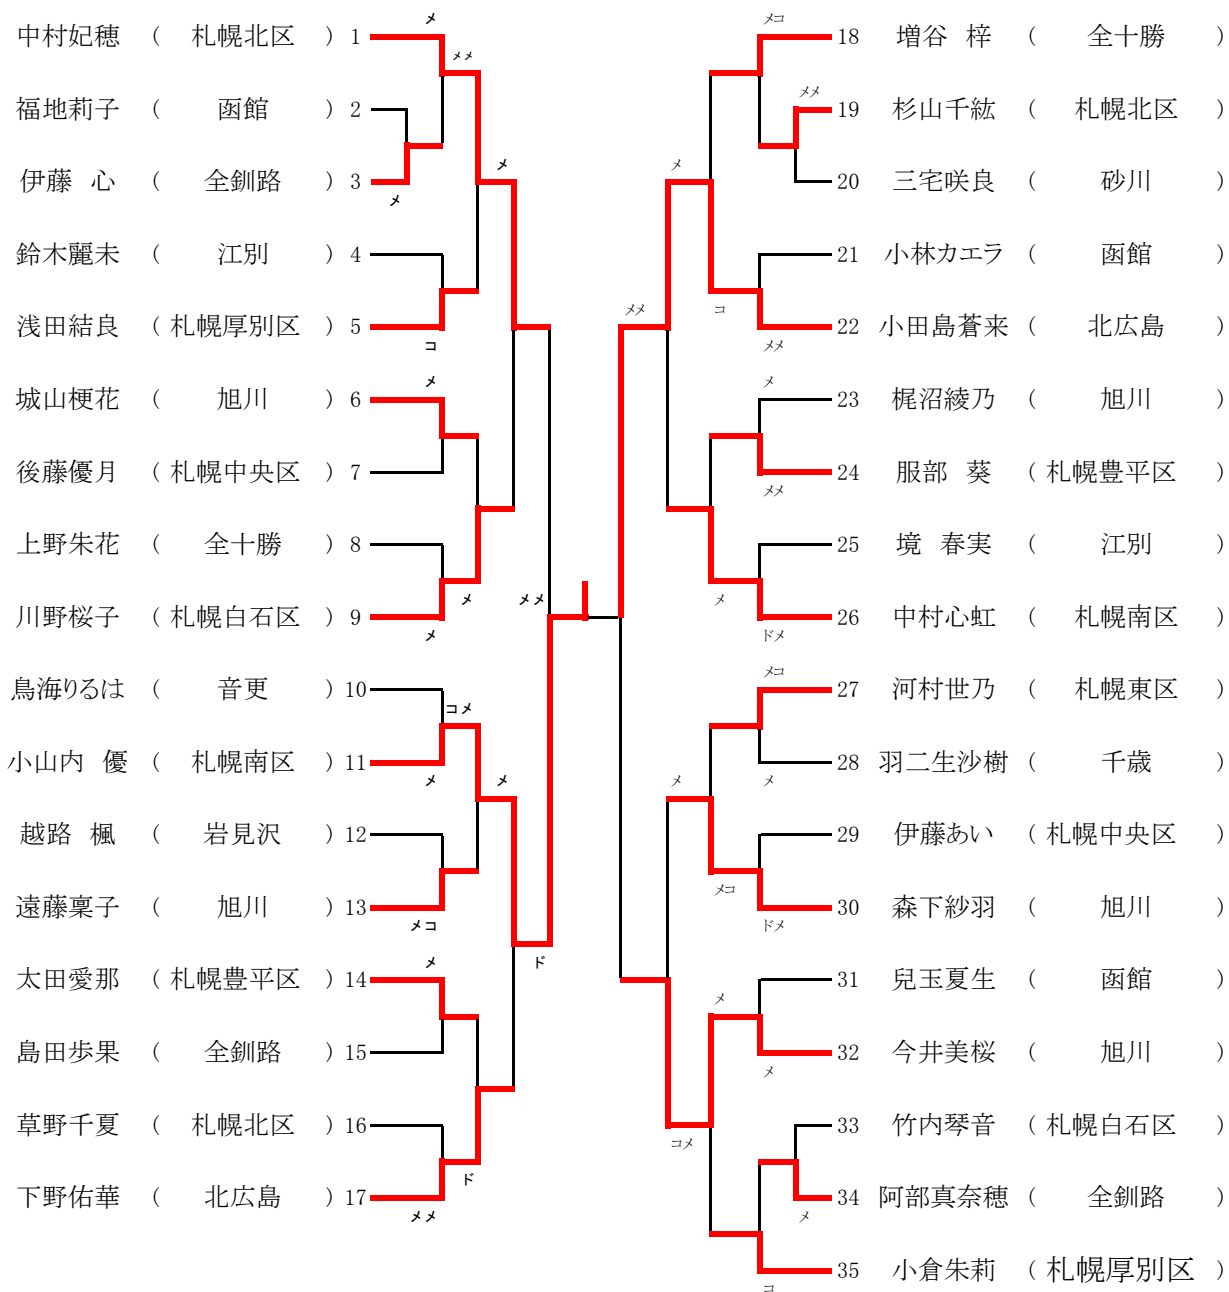 中村妃穂 ( 札幌北区 ) 1
福地莉子 ( 函館 ) 2
伊藤 心 ( 全釧路 ) 3
鈴木麗未 ( 江別 ) 4
浅田結良 ( 札幌厚別区 ) 5
城山梗花 ( 旭川 ) 6
後藤優月 ( 札幌中央区 ) 7
上野朱花 ( 全十勝 ) 8
川野桜子 ( 札幌白石区 ) 9
鳥海りるは ( 音更 ) 10
小山内 優 ( 札幌南区 ) 11
越路 楓 ( 岩見沢 ) 12
遠藤稟子 ( 旭川 ) 13
太田愛那 ( 札幌豊平区 ) 14
島田歩果 ( 全釧路 ) 15
草野千夏 ( 札幌北区 ) 16
下野佑華 ( 北広島 ) 17
メ
メメ
メ
メ
コ
メ
メ
メ
メメ
コメ
メ
メ
メコ
メ
ド
ド
メメ
18 増谷 梓 ( 全十勝 )
19 杉山千紘 ( 札幌北区 )
20 三宅咲良 ( 砂川 )
21 小林カエラ ( 函館 )
22 小田島蒼来 ( 北広島 )
23 梶沼綾乃 ( 旭川 )
24 服部 葵 ( 札幌豊平区 )
25 境 春実 ( 江別 )
26 中村心虹 ( 札幌南区 )
27 河村世乃 ( 札幌東区 )
28 羽二生沙樹 ( 千歳 )
29 伊藤あい ( 札幌中央区 )
30 森下紗羽 ( 旭川 )
31 兒玉夏生 ( 函館 )
32 今井美桜 ( 旭川 )
33 竹内琴音 ( 札幌白石区 )
34 阿部真奈穂 ( 全釧路 )
35 小倉朱莉 ( 札幌厚別区 )
メコ
メメ
メ
メメ
コ
メメ
メ
メメ
メ
ドメ
メコ
メ
メ
メコ
ドメ
メ
メ
コメ
メ
コ